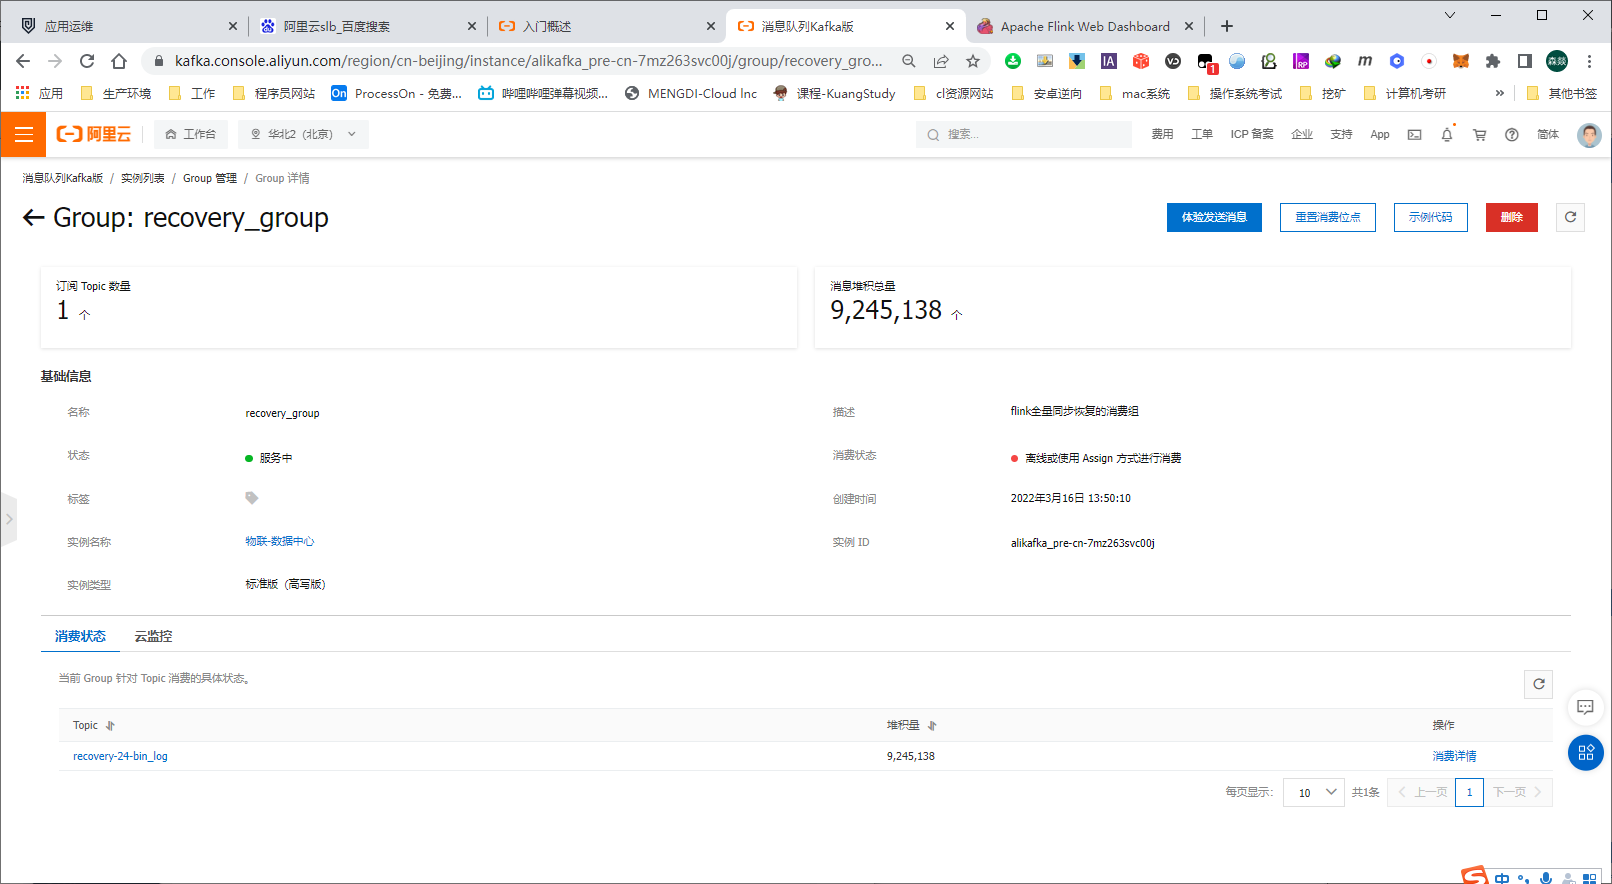 应用运维
阿里云slb_百度搜索
入门概述
消息队列Kafka版
Apache Flink Web Dashboard
kafka.console.aliyun.com/region/cn-beijing/instance/alikafka_pre-cn-7mz263svc00j/group/recovery_gro...
IA
RP
1
m
森燚
应用
生产环境
工作
程序员网站
On ProcessOn - 免费...
哔哩哔哩弹幕视频...
MENGDI-Cloud Inc
课程-KuangStudy
cl资源网站
安卓逆向
mac系统
操作系统考试
挖矿
计算机考研
»
其他书签
阿里云
工作台
华北2（北京）
搜索...
费用
工单
ICP 备案
企业
支持
App
简体
消息队列Kafka版 / 实例列表 / Group 管理 / Group 详情
Group: recovery_group
体验发送消息
重置消费位点
示例代码
删除
订阅 Topic 数量
1 个
消息堆积总量
9,245,138 个
基础信息
名称
recovery_group
描述
flink全量同步恢复的消费组
状态
服务中
消费状态
离线或使用 Assign 方式进行消费
标签
创建时间
2022年3月16日 13:50:10
实例名称
物联-数据中心
实例 ID
alikafka_pre-cn-7mz263svc00j
实例类型
标准版（高写版）
消费状态
云监控
当前 Group 针对 Topic 消费的具体状态。
Topic
堆积量
操作
recovery-24-bin_log
9,245,138
消费详情
每页显示:
10
共1条
上一页
1
下一页
中